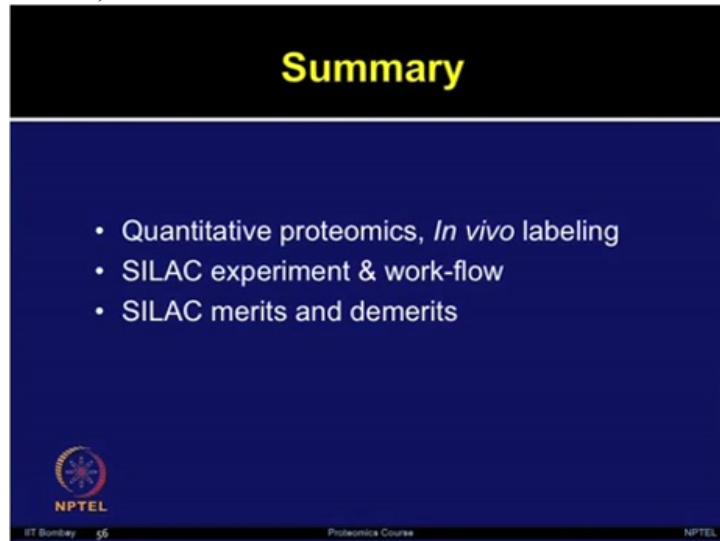 Summary
• Quantitative proteomics, In vivo labeling
• SILAC experiment & work-flow
• SILAC merits and demerits
NPTEL
IIT Bombay 56 Proteomics Course NPTEL